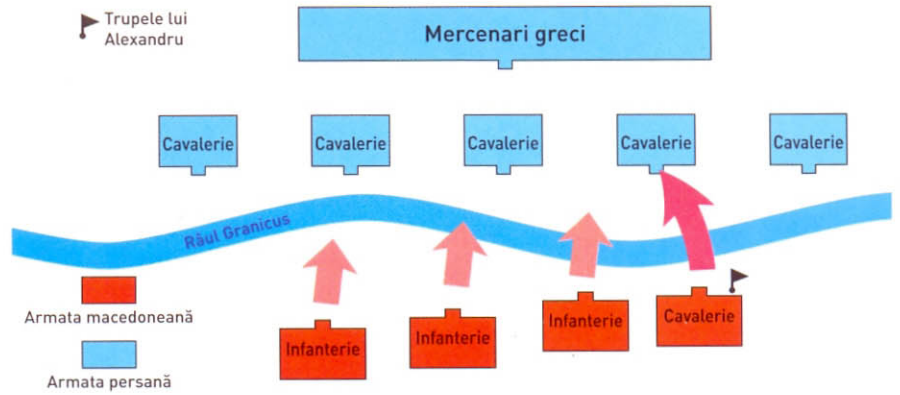 Trupele lui
Alexandru
Mercenari greci
Cavalerie
Cavalerie
Cavalerie
Cavalerie
Cavalerie
Râul Granicus
Armata macedoneană
Infanterie
Infanterie
Infanterie
Cavalerie
Armata persană